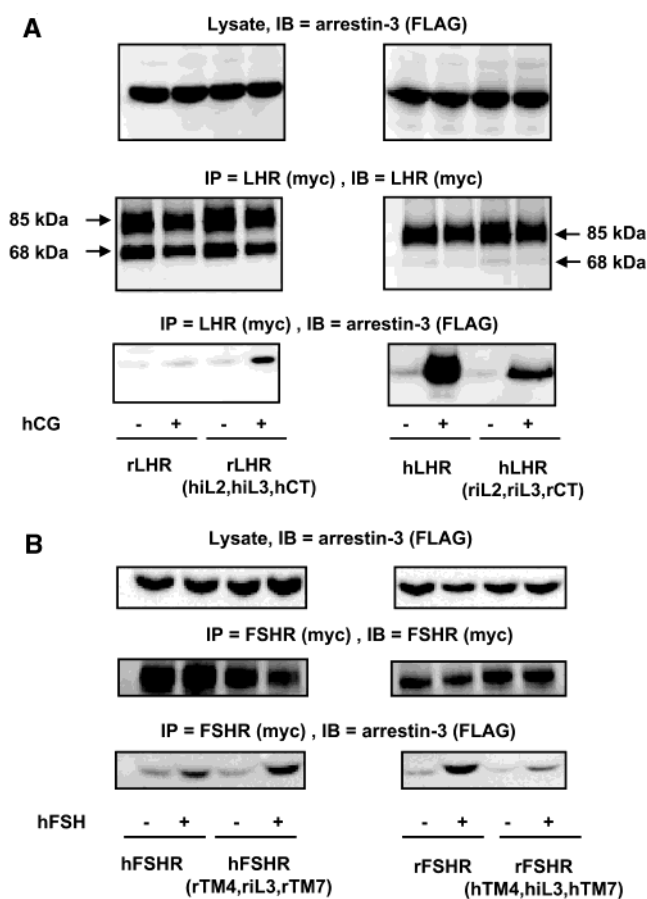 A
Lysate, IB = arrestin-3 (FLAG)
IP = LHR (myc) , IB = LHR (myc)
85 kDa
68 kDa
85 kDa
68 kDa
IP = LHR (myc) , IB = arrestin-3 (FLAG)
hCG - + - + - + - +
rLHR rLHR hLHR hLHR
(hiL2,hiL3,hCT) (riL2,riL3,rCT)
B
Lysate, IB = arrestin-3 (FLAG)
IP = FSHR (myc) , IB = FSHR (myc)
IP = FSHR (myc) , IB = arrestin-3 (FLAG)
hFSH - + - + - + - +
hFSHR hFSHR rFSHR rFSHR
(rTM4,riL3,rTM7) (hTM4,hiL3,hTM7)